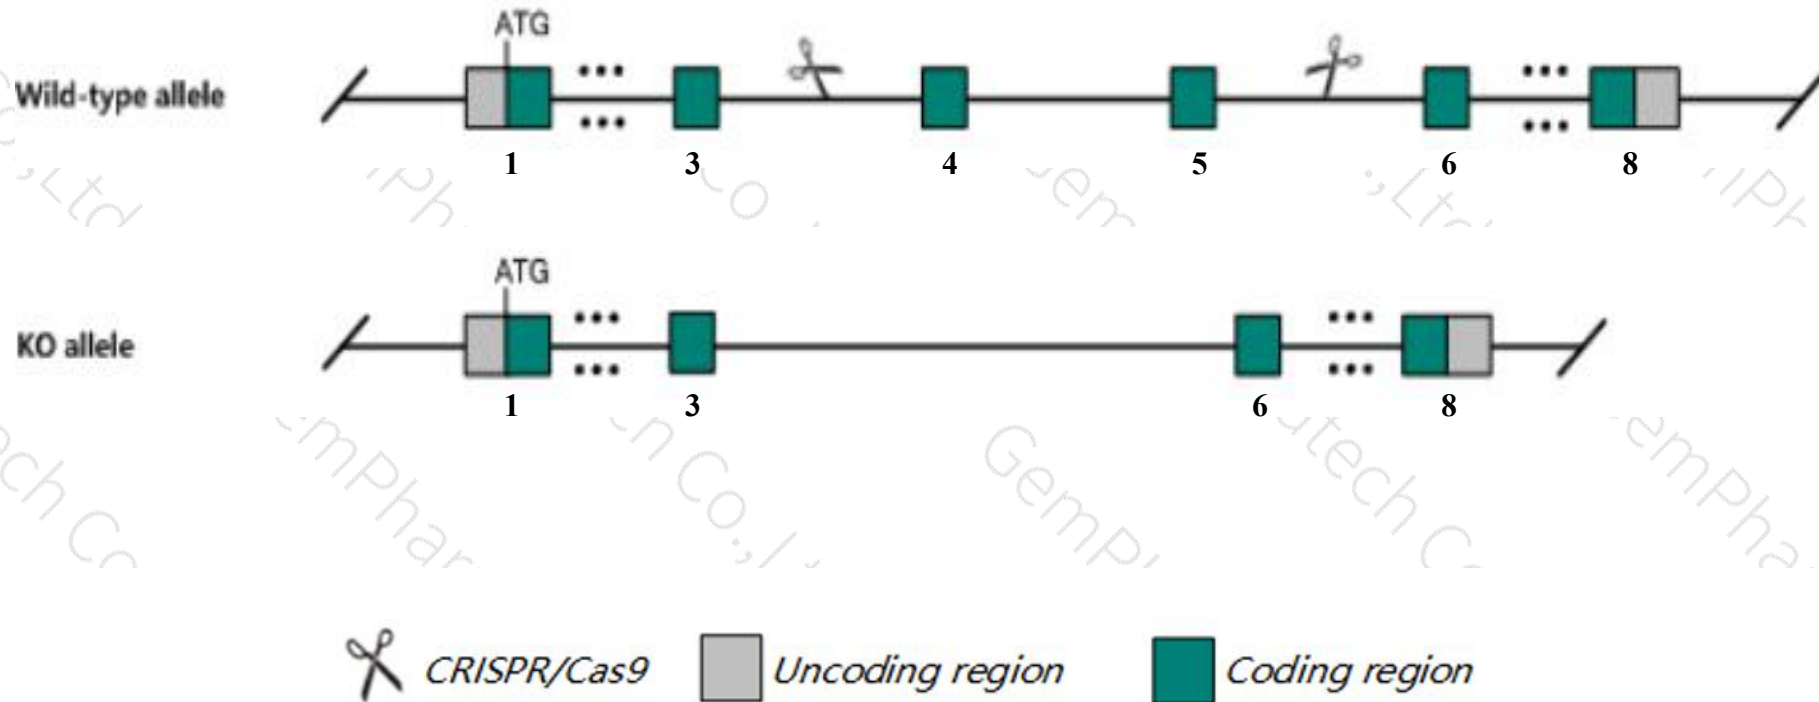 ATG
Wild-type allele
1 3 4 5 6 8
ATG
KO allele
1 3 6 8
CRISPR/Cas9 Uncoding region Coding region